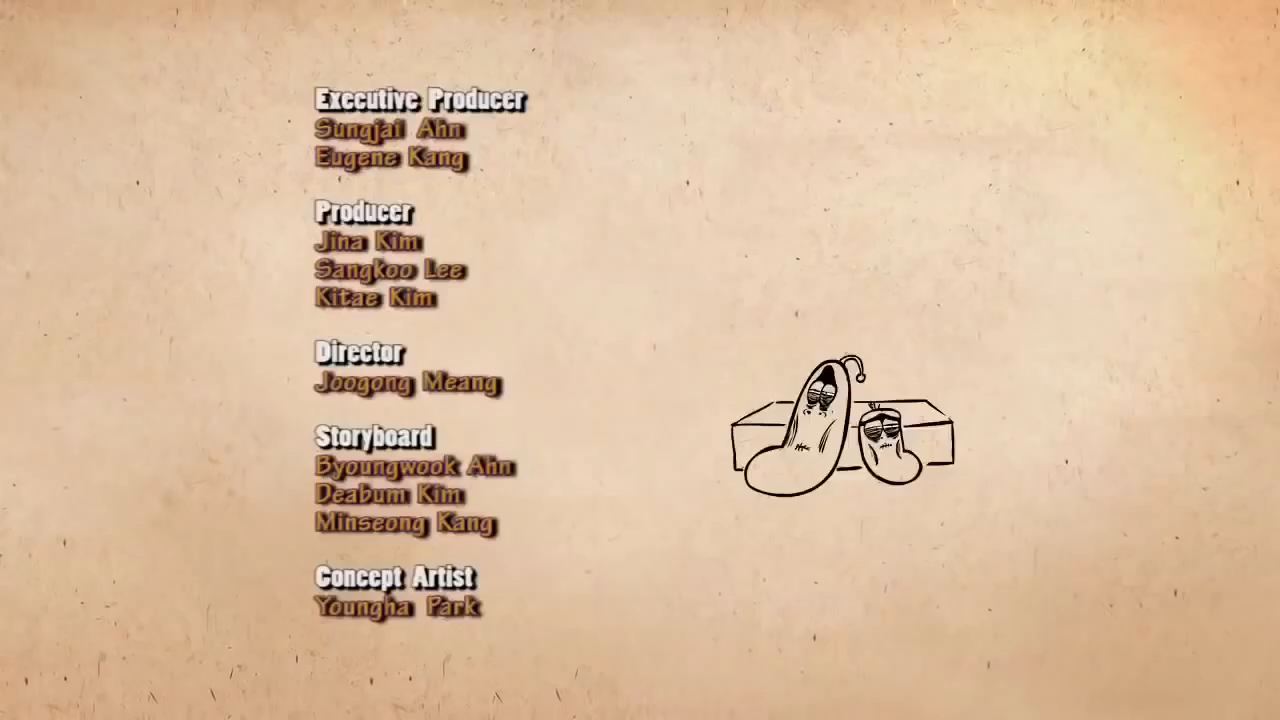 Executive Producer
Sungjai Ahn
Eugene Kang
Producer
Jina Kim
Sangkoo Lee
Kitae Kim
Director
Joogong Meang
Storyboard
Byoungwook Ahn
Deabum Kim
Minseong Kang
Concept Artist
Youngha Park